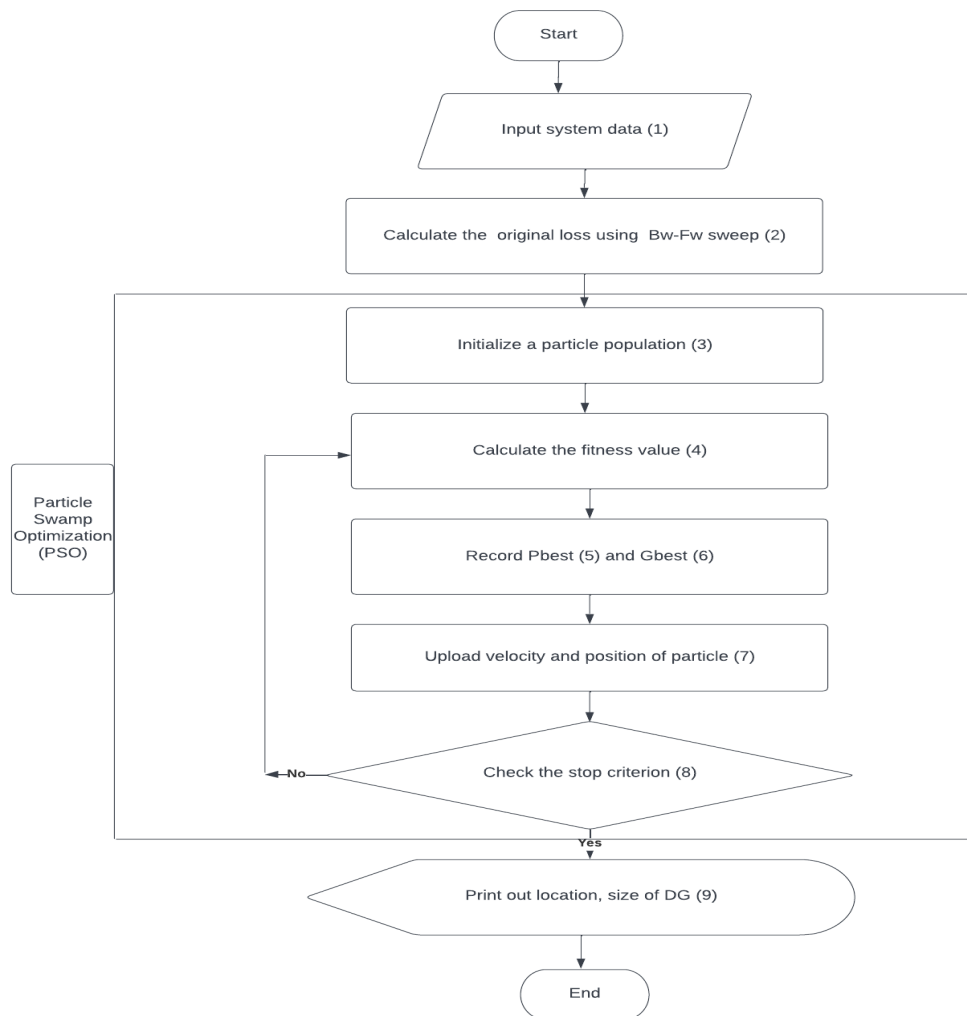 Start
Input system data (1)
Calculate the original loss using Bw-Fw sweep (2)
Initialize a particle population (3)
Calculate the fitness value (4)
Particle
Swamp
Optimization
(PSO)
Record Pbest (5) and Gbest (6)
Upload velocity and position of particle (7)
Check the stop criterion (8)
No
Yes
Print out location, size of DG (9)
End